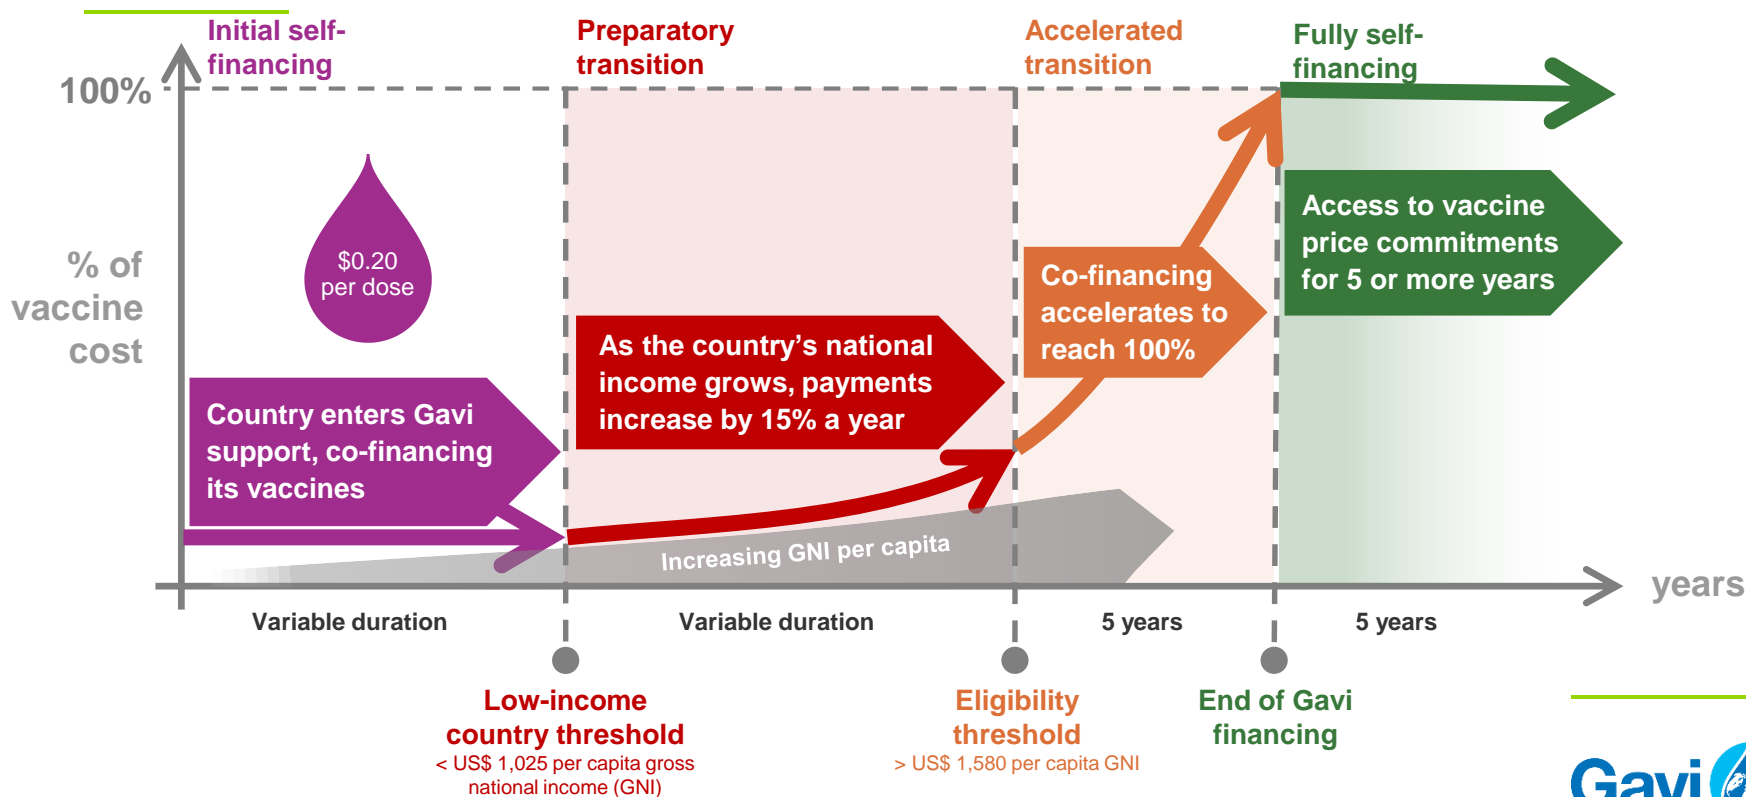 Initial self-
financing
Preparatory
transition
Accelerated
transition
Fully self-
financing
100%
% of
vaccine
cost
$0.20
per dose
Country enters Gavi
support, co-financing
its vaccines
As the country’s national
income grows, payments
increase by 15% a year
Co-financing
accelerates to
reach 100%
Access to vaccine
price commitments
for 5 or more years
Increasing GNI per capita
years
Variable duration
Variable duration
5 years
5 years
Low-income
country threshold
< US$ 1,025 per capita gross
national income (GNI)
Eligibility
threshold
> US$ 1,580 per capita GNI
End of Gavi
financing
Gavi